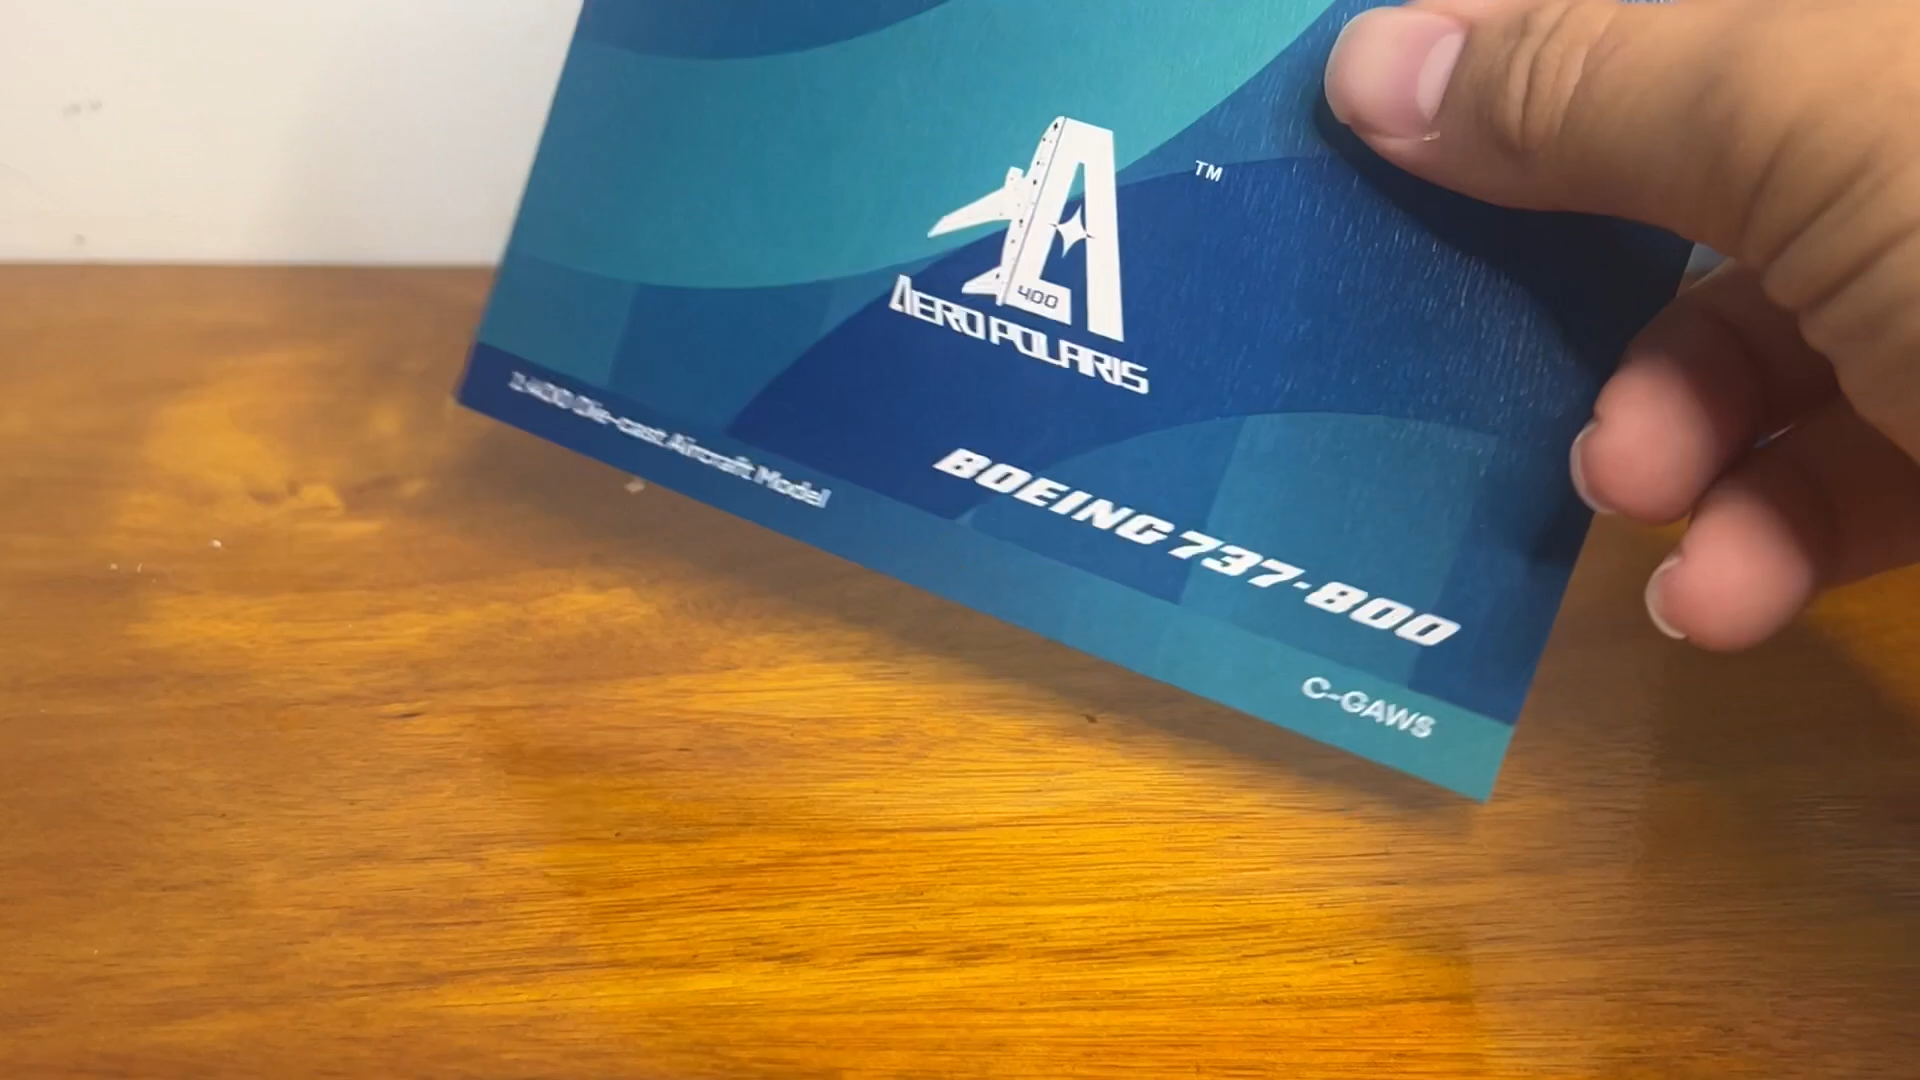 TM
400
AERO POLARIS
1:400 Die-cast Aircraft Model
BOEING 737-800
C-GAWS